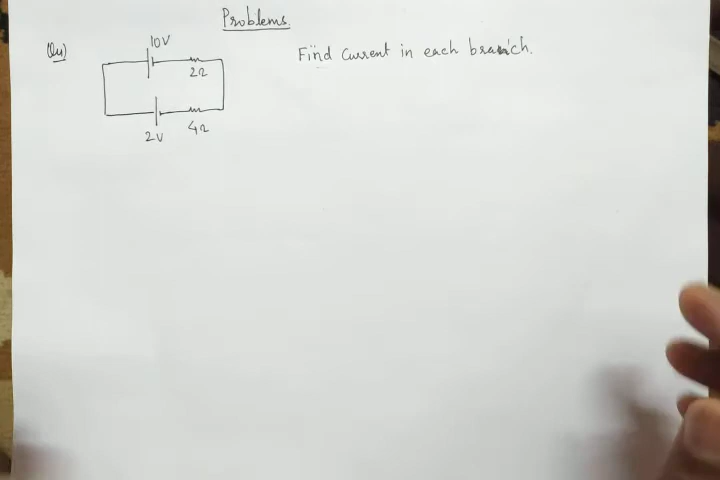 Problems.
Qu) 10V Find current in each branch.
2Ω
2V 4Ω